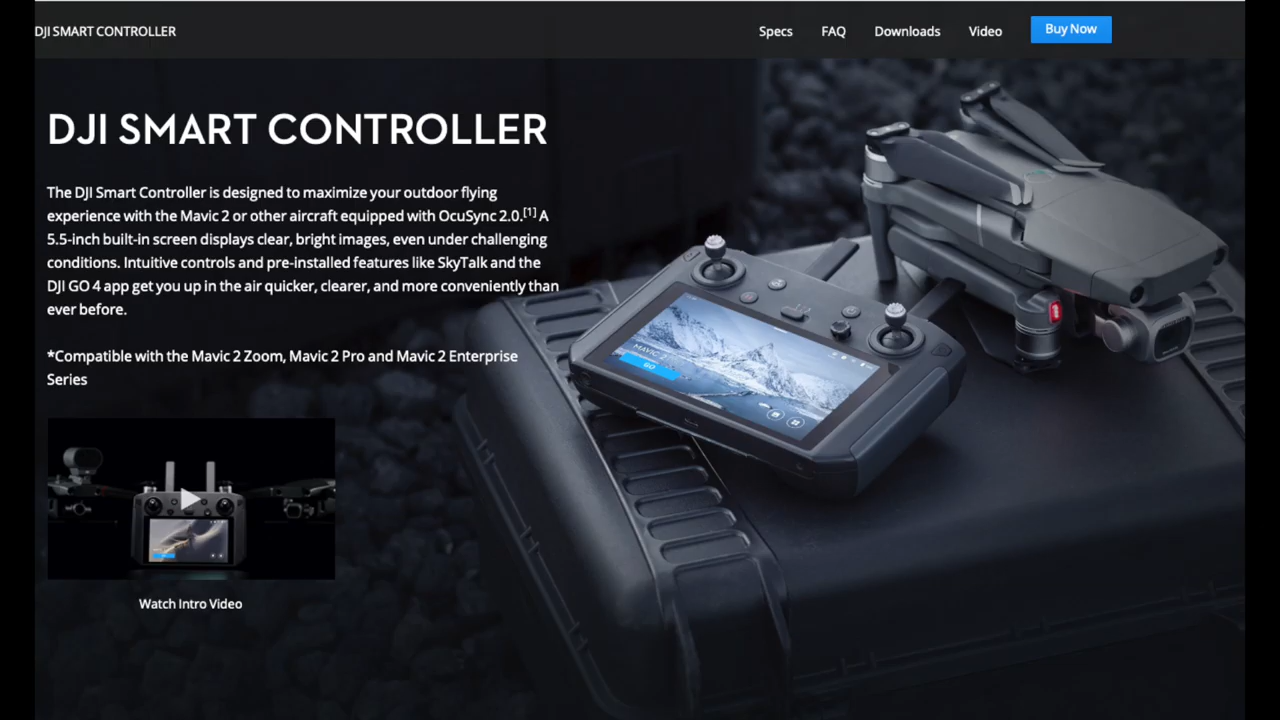 DJI SMART CONTROLLER
Specs
FAQ
Downloads
Video
Buy Now
DJI SMART CONTROLLER
The DJI Smart Controller is designed to maximize your outdoor flying
experience with the Mavic 2 or other aircraft equipped with OcuSync 2.0.[1] A
5.5-inch built-in screen displays clear, bright images, even under challenging
conditions. Intuitive controls and pre-installed features like SkyTalk and the
DJI GO 4 app get you up in the air quicker, clearer, and more conveniently than
ever before.
*Compatible with the Mavic 2 Zoom, Mavic 2 Pro and Mavic 2 Enterprise
Series
MAVIC 2
GO
Watch Intro Video